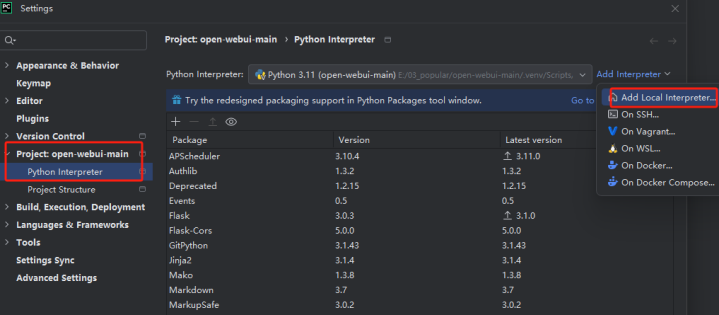 PC Settings
Project: open-webui-main › Python Interpreter
Appearance & Behavior
Keymap
Editor
Plugins
Version Control
Project: open-webui-main
Python Interpreter
Project Structure
Build, Execution, Deployment
Languages & Frameworks
Tools
Settings Sync
Advanced Settings
Python Interpreter: Python 3.11 (open-webui-main) E:/03_popular/open-webui-main/.venv/Scripts, Add Interpreter
Try the redesigned packaging support in Python Packages tool window. Go to
Add Local Interpreter...
On SSH...
On Vagrant...
On WSL...
On Docker...
On Docker Compose...
Package Version Latest version
APScheduler 3.10.4 3.11.0
Authlib 1.3.2 1.3.2
Deprecated 1.2.15 1.2.15
Events 0.5 0.5
Flask 3.0.3 3.1.0
Flask-Cors 5.0.0 5.0.0
GitPython 3.1.43 3.1.43
Jinja2 3.1.4 3.1.4
Mako 1.3.8 1.3.8
Markdown 3.7 3.7
MarkupSafe 3.0.2 3.0.2